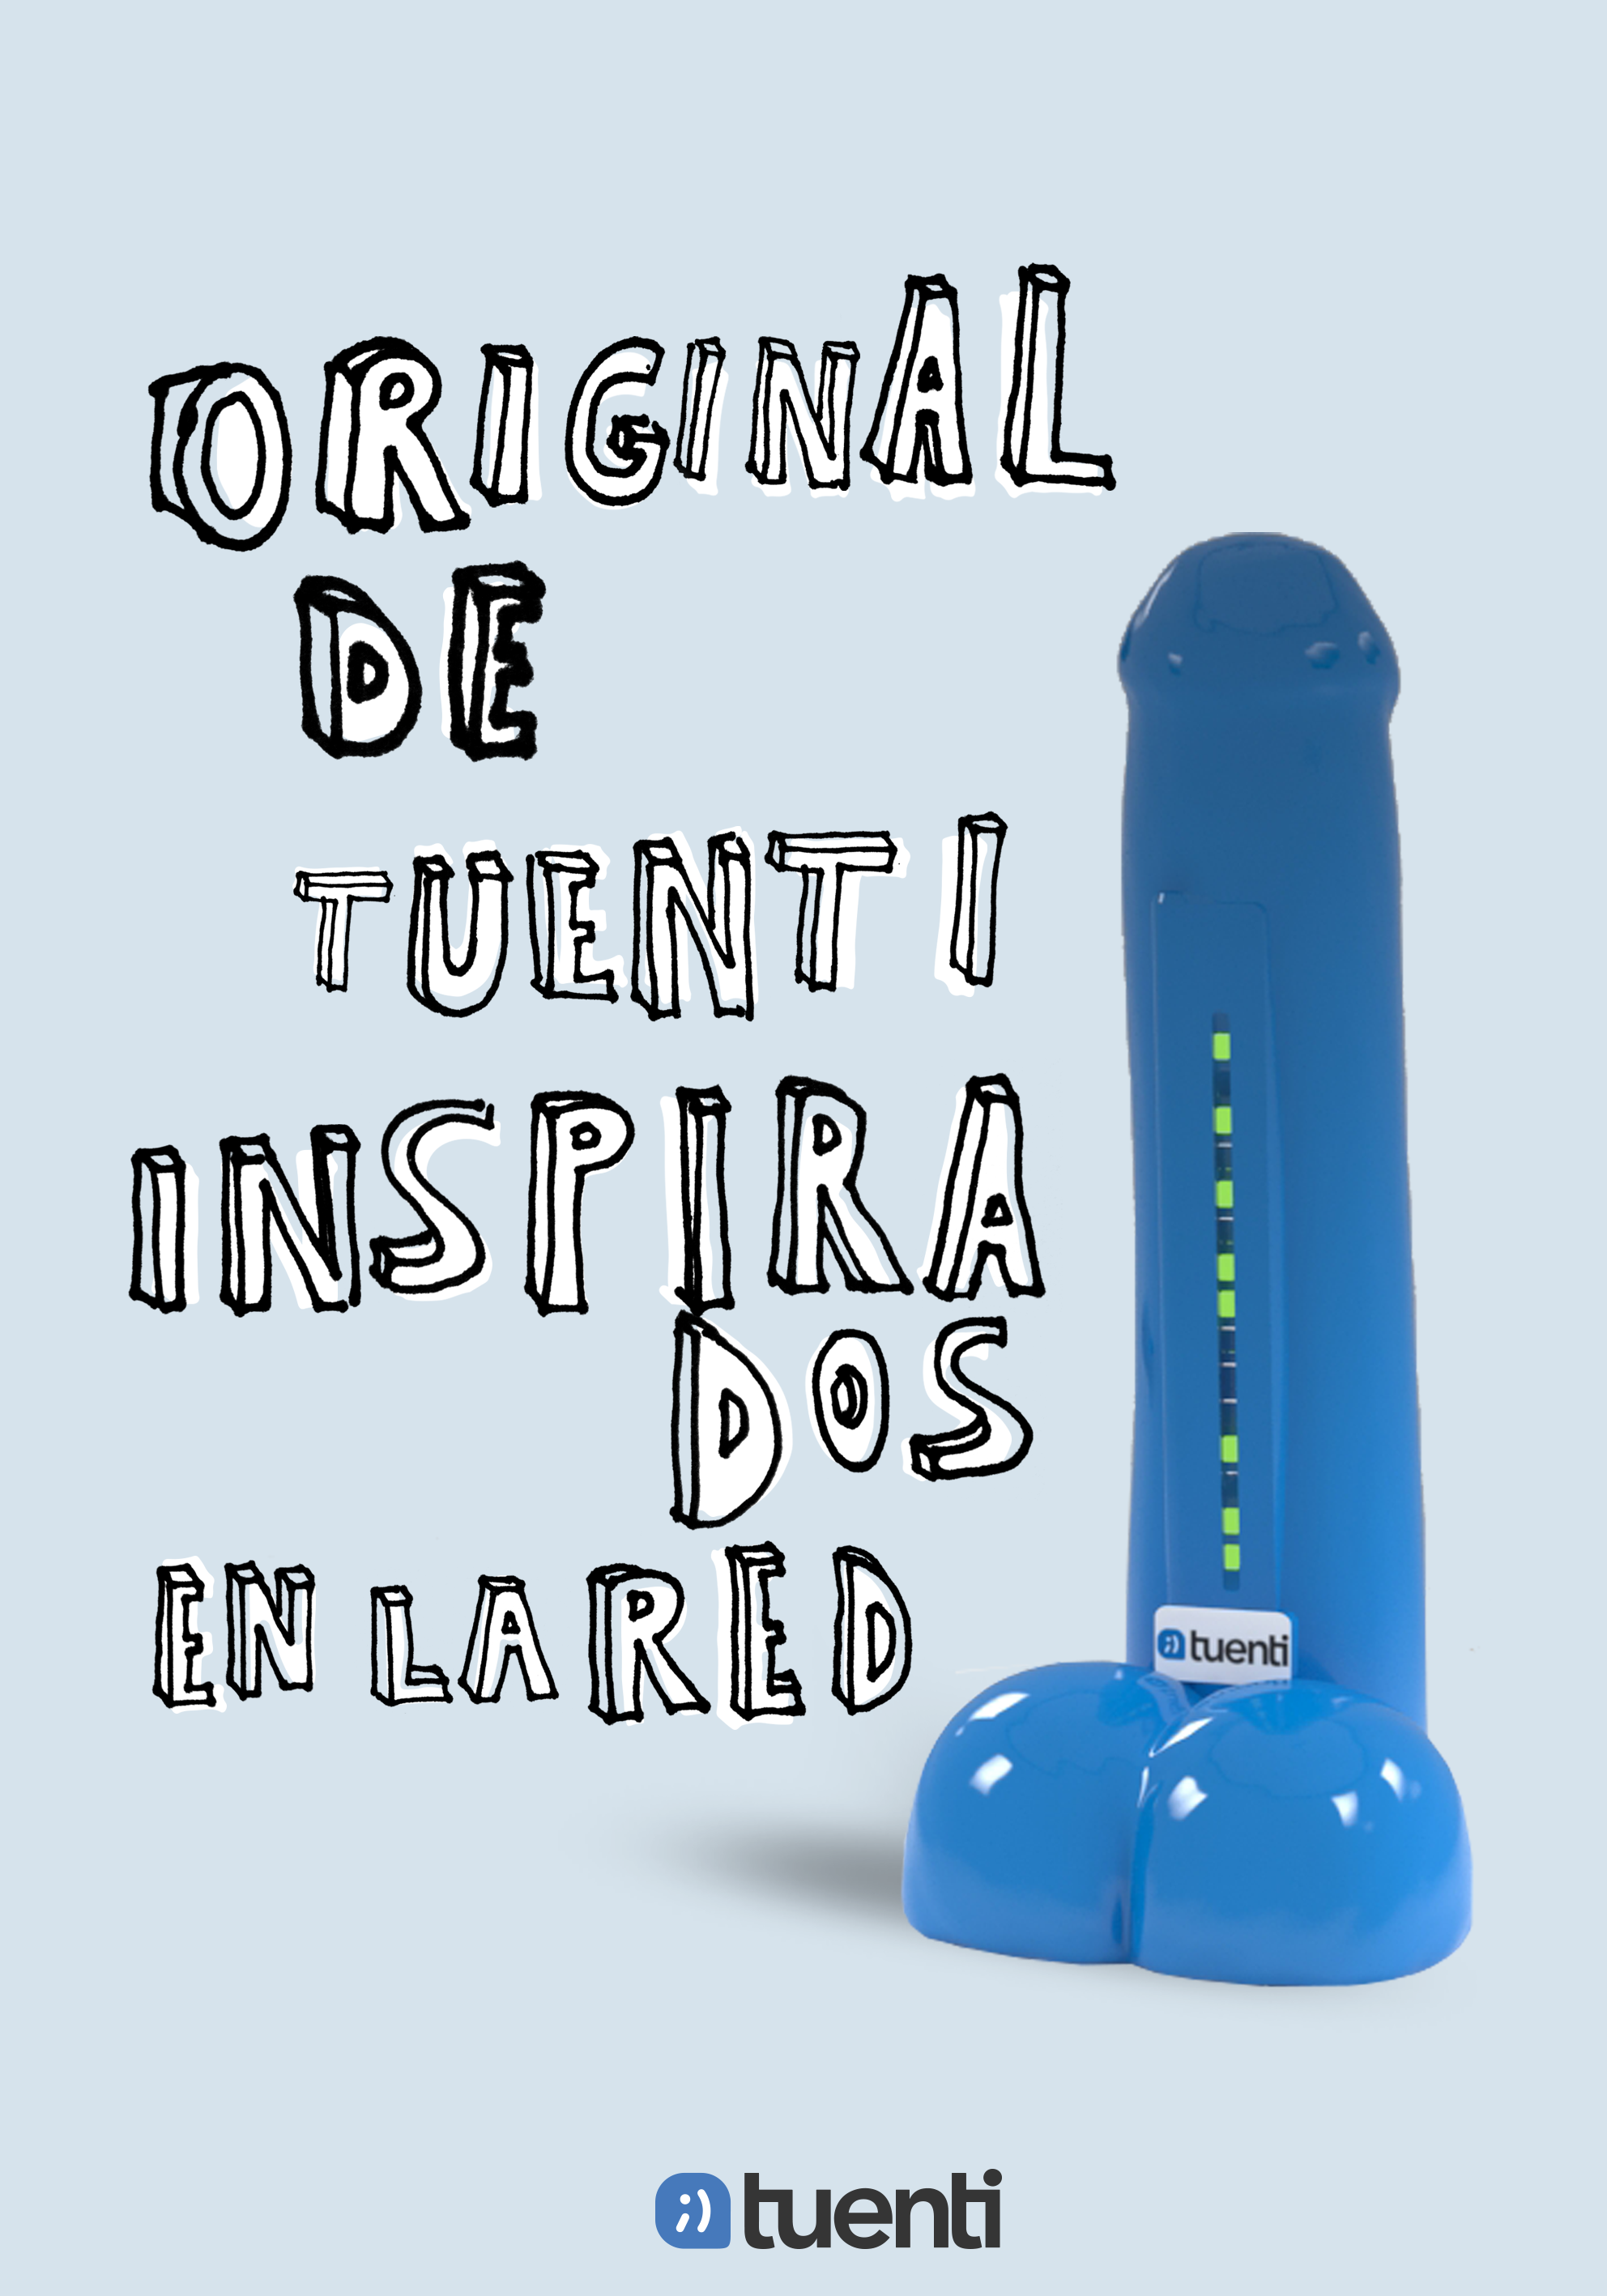 ORIGINAL
DE
TUENTI
INSPIRA
DOS
EN LA RED
tuenti
tuenti